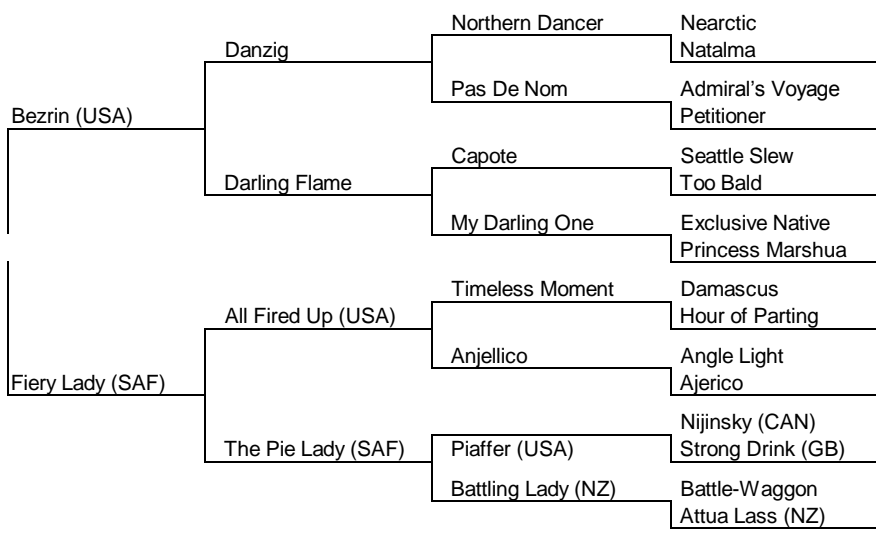 Northern Dancer Nearctic
Danzig Natalma
Pas De Nom Admiral's Voyage
Bezrin (USA) Petitioner
Capote Seattle Slew
Darling Flame Too Bald
My Darling One Exclusive Native
Princess Marshua
Timeless Moment Damascus
All Fired Up (USA) Hour of Parting
Anjellico Angle Light
Fiery Lady (SAF) Ajerico
Nijinsky (CAN)
The Pie Lady (SAF) Piaffer (USA) Strong Drink (GB)
Battling Lady (NZ) Battle-Waggon
Attua Lass (NZ)